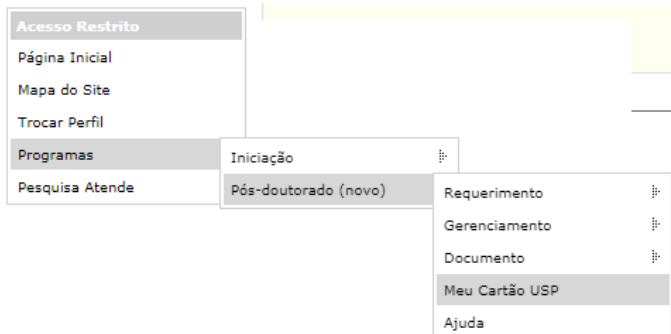 Acesso Restrito
Página Inicial
Mapa do Site
Trocar Perfil
Programas
Pesquisa Atende
Iniciação
Pós-doutorado (novo)
Requerimento
Gerenciamento
Documento
Meu Cartão USP
Ajuda